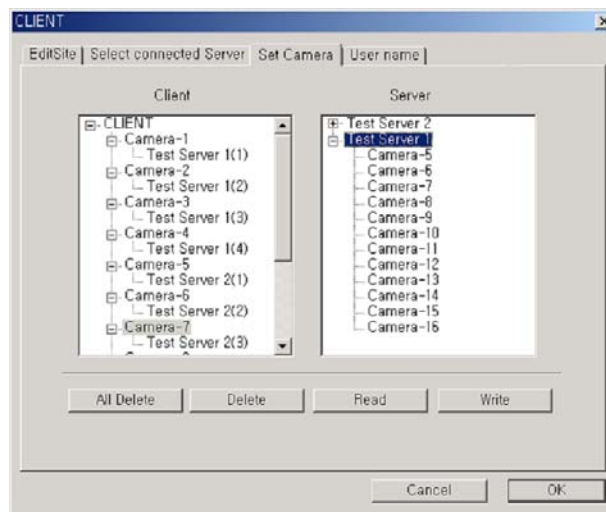 CLIENT
EditSite
Select connected Server
Set Camera
User name
Client
Server
CLIENT
Camera-1
Test Server 1(1)
Camera-2
Test Server 1(2)
Camera-3
Test Server 1(3)
Camera-4
Test Server 1(4)
Camera-5
Test Server 2(1)
Camera-6
Test Server 2(2)
Camera-7
Test Server 2(3)
Test Server 2
Test Server 1
Camera-5
Camera-6
Camera-7
Camera-8
Camera-9
Camera-10
Camera-11
Camera-12
Camera-13
Camera-14
Camera-15
Camera-16
All Delete
Delete
Read
Write
Cancel
OK